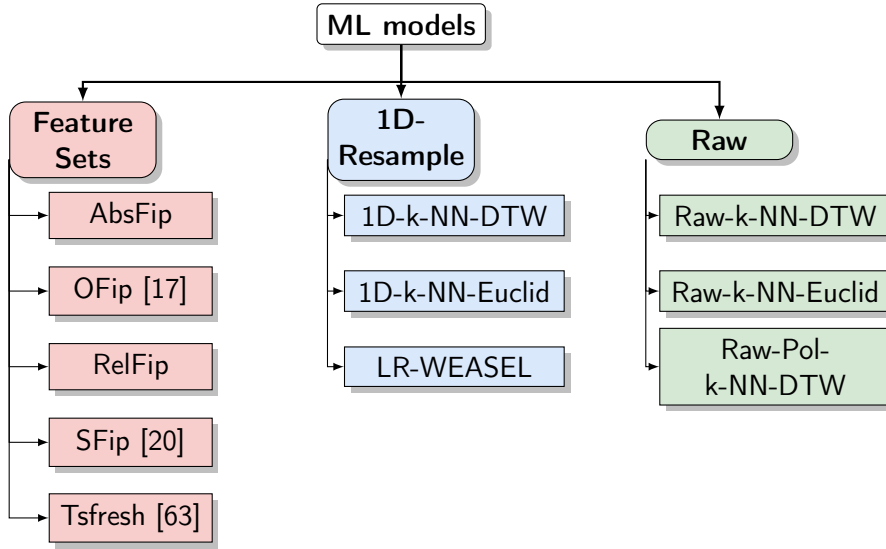 ML models
Feature
Sets
AbsFip
OFip [17]
RelFip
SFip [20]
Tsfresh [63]
1D-
Resample
1D-k-NN-DTW
1D-k-NN-Euclid
LR-WEASEL
Raw
Raw-k-NN-DTW
Raw-k-NN-Euclid
Raw-Pol-
k-NN-DTW